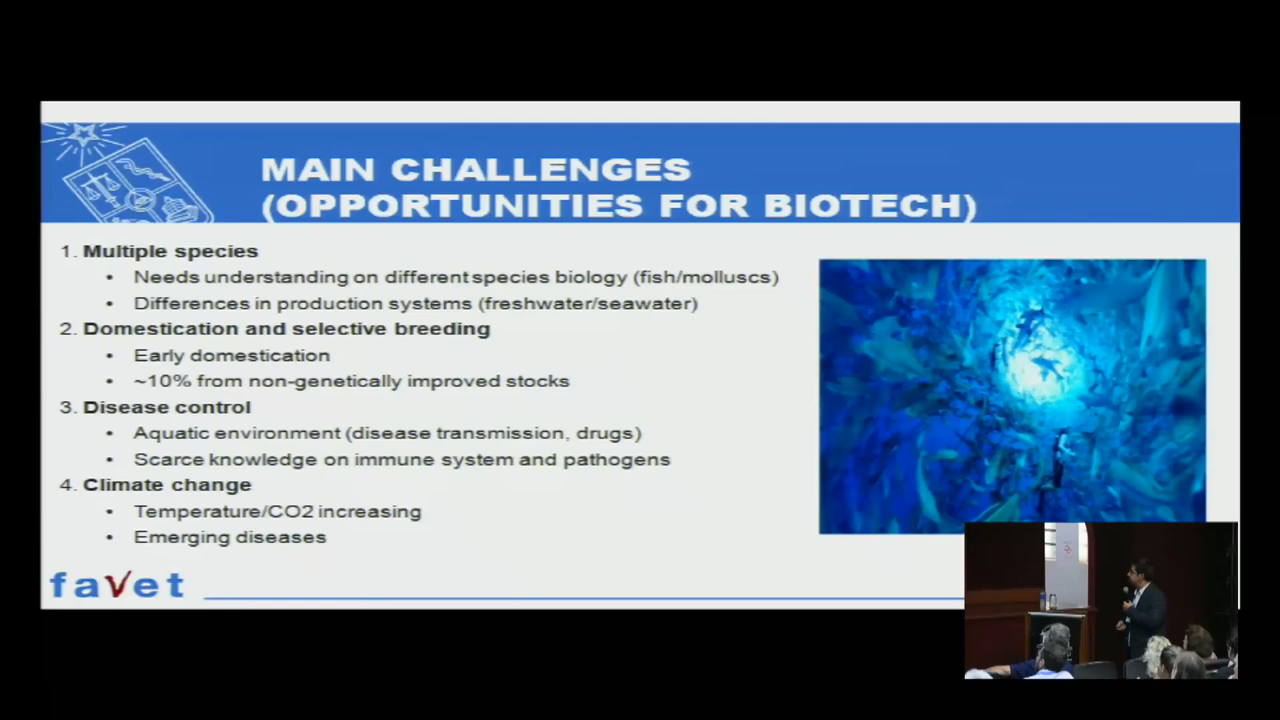 MAIN CHALLENGES
(OPPORTUNITIES FOR BIOTECH)
1. Multiple species
• Needs understanding on different species biology (fish/molluscs)
• Differences in production systems (freshwater/seawater)
2. Domestication and selective breeding
• Early domestication
• ~10% from non-genetically improved stocks
3. Disease control
• Aquatic environment (disease transmission, drugs)
• Scarce knowledge on immune system and pathogens
4. Climate change
• Temperature/CO2 increasing
• Emerging diseases
favet